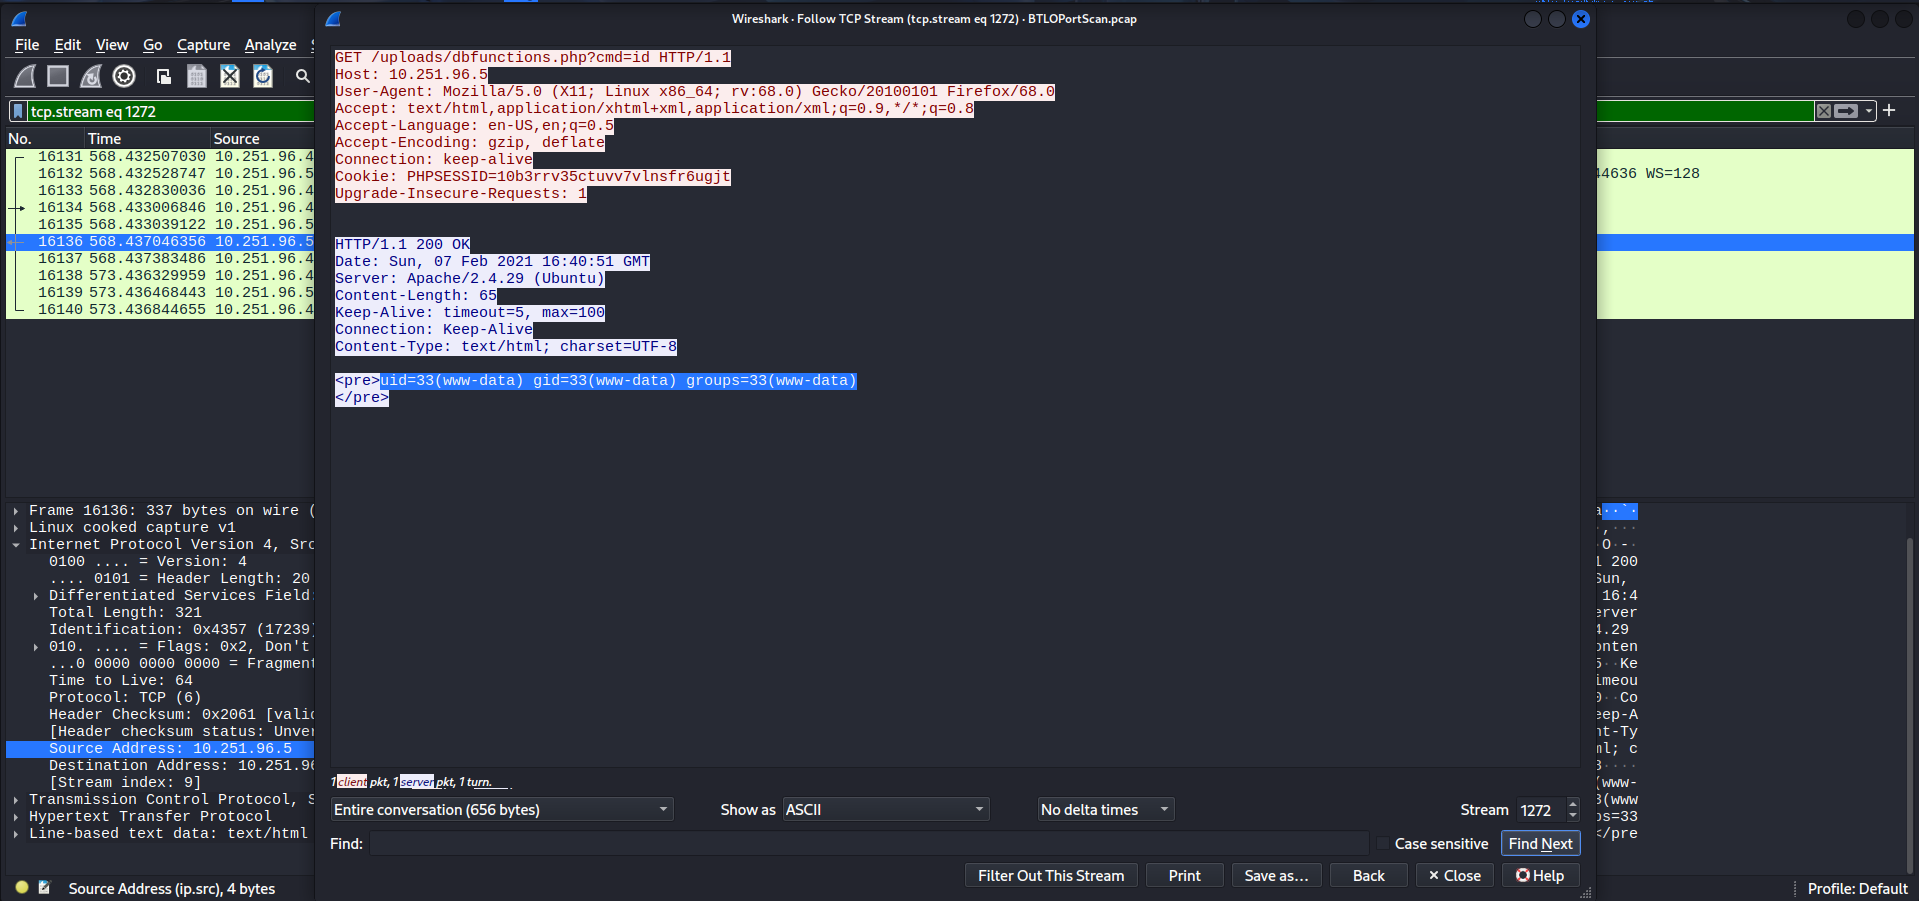 Wireshark · Follow TCP Stream (tcp.stream eq 1272) · BTLOPortScan.pcap
File Edit View Go Capture Analyze
tcp.stream eq 1272
No. Time Source
16131 568.432507030 10.251.96.4
16132 568.432528747 10.251.96.5
44636 WS=128
16133 568.432830036 10.251.96.4
16134 568.433006846 10.251.96.4
16135 568.433039122 10.251.96.5
16136 568.437046356 10.251.96.5
16137 568.437383486 10.251.96.4
16138 573.436329959 10.251.96.4
16139 573.436468443 10.251.96.5
16140 573.436844655 10.251.96.4
GET /uploads/dbfunctions.php?cmd=id HTTP/1.1
Host: 10.251.96.5
User-Agent: Mozilla/5.0 (X11; Linux x86_64; rv:68.0) Gecko/20100101 Firefox/68.0
Accept: text/html,application/xhtml+xml,application/xml;q=0.9,*/*;q=0.8
Accept-Language: en-US,en;q=0.5
Accept-Encoding: gzip, deflate
Connection: keep-alive
Cookie: PHPSESSID=10b3rrv35ctuvv7vlnsfr6ugjt
Upgrade-Insecure-Requests: 1
HTTP/1.1 200 OK
Date: Sun, 07 Feb 2021 16:40:51 GMT
Server: Apache/2.4.29 (Ubuntu)
Content-Length: 65
Keep-Alive: timeout=5, max=100
Connection: Keep-Alive
Content-Type: text/html; charset=UTF-8
<pre>uid=33(www-data) gid=33(www-data) groups=33(www-data)
</pre>
Frame 16136: 337 bytes on wire (
Linux cooked capture v1
Internet Protocol Version 4, Src
0100 .... = Version: 4
.... 0101 = Header Length: 20
Differentiated Services Field:
Total Length: 321
Identification: 0x4357 (17239)
010. .... = Flags: 0x2, Don't
...0 0000 0000 0000 = Fragment
Time to Live: 64
Protocol: TCP (6)
Header Checksum: 0x2061 [valid
[Header checksum status: Unver
Source Address: 10.251.96.5
Destination Address: 10.251.96
[Stream index: 9]
Transmission Control Protocol, S
Hypertext Transfer Protocol
Line-based text data: text/html
a··`·
· , ···
·O·-·
1 200
Sun,
16:4
erver
4.29
onten
5··Ke
imeou
0··Co
eep-A
nt-Ty
ml; c
8····
(www-
3(www
ps=33
</pre
1 client pkt, 1 server pkt, 1 turn.
Entire conversation (656 bytes)
Show as ASCII
No delta times
Stream 1272
Find:
Case sensitive
Find Next
Filter Out This Stream
Print
Save as…
Back
× Close
Help
Source Address (ip.src), 4 bytes
Profile: Default